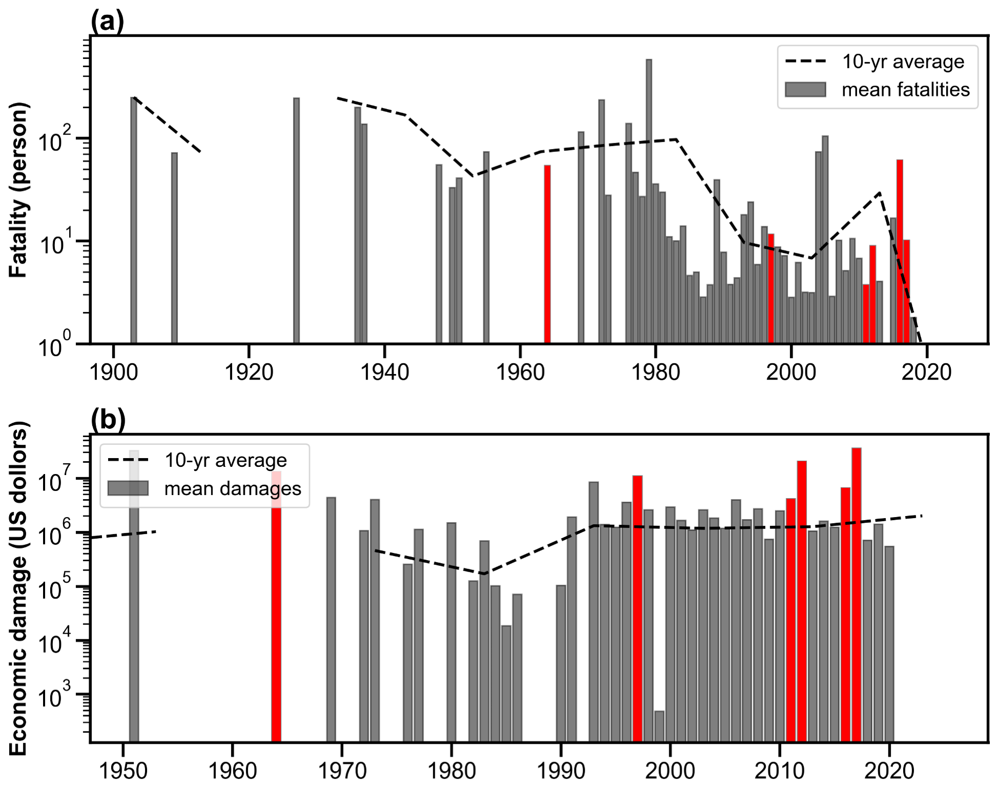 (a)
10-yr average
mean fatalities
Fatality (person)
10^2
10^1
10^0
1900 1920 1940 1960 1980 2000 2020
(b)
10-yr average
mean damages
Economic damage (US dollors)
10^7
10^6
10^5
10^4
10^3
1950 1960 1970 1980 1990 2000 2010 2020